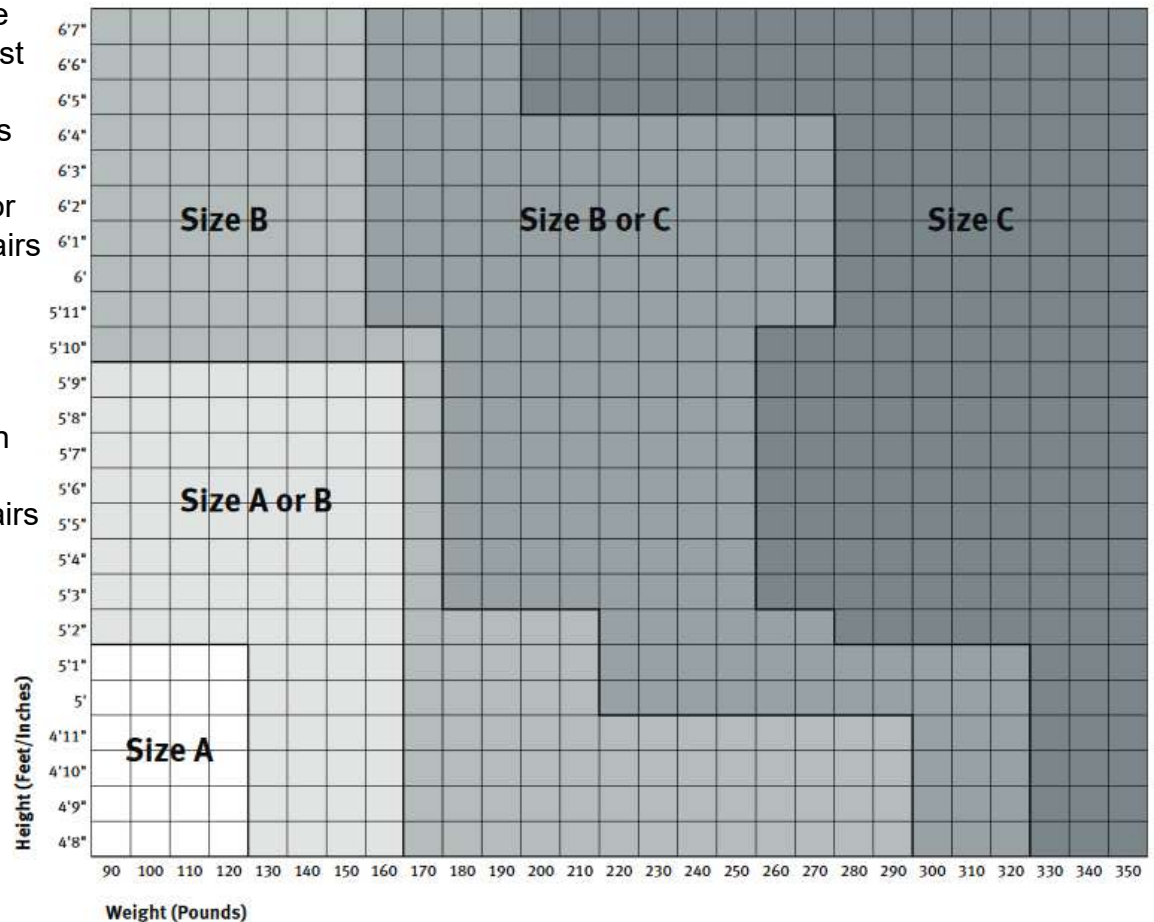 e
st
s
or
airs
n
airs
6'7"
6'6"
6'5"
6'4"
6'3"
6'2"
6'1"
6'
5'11"
5'10"
5'9"
5'8"
5'7"
5'6"
5'5"
5'4"
5'3"
5'2"
5'1"
5'
4'11"
4'10"
4'9"
4'8"
Height (Feet/Inches)
Size B
Size B or C
Size C
Size A or B
Size A
90 100 110 120 130 140 150 160 170 180 190 200 210 220 230 240 250 260 270 280 290 300 310 320 330 340 350
Weight (Pounds)